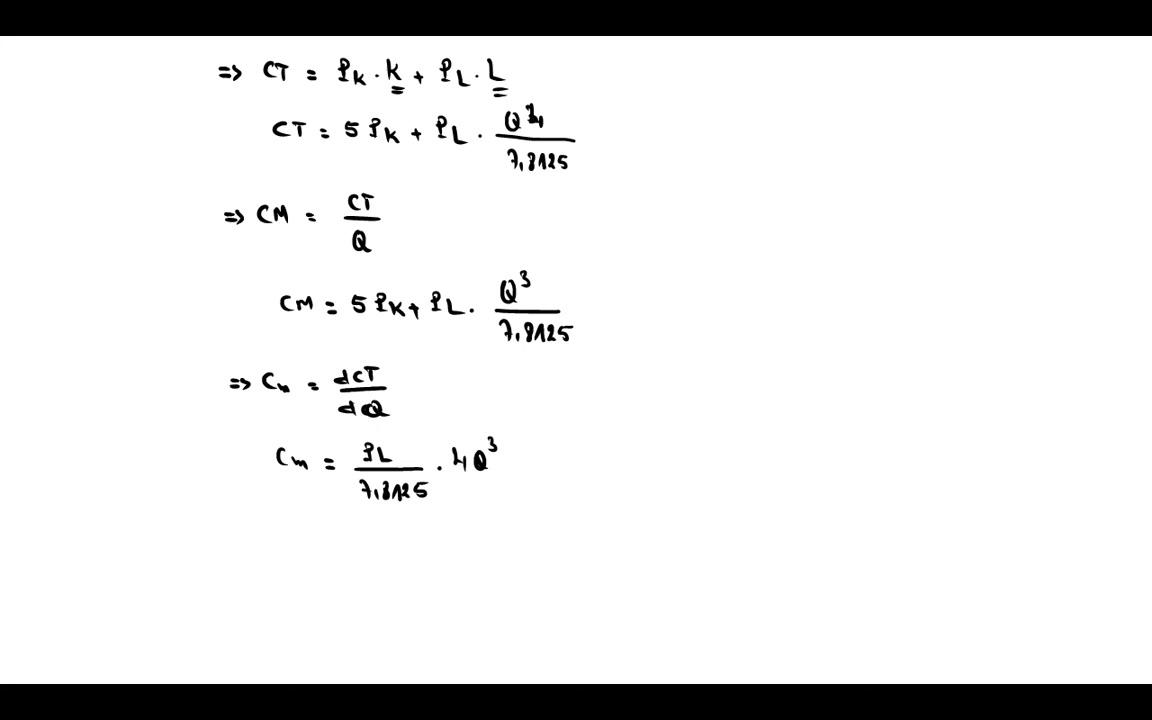 => CT = PK . K + PL . L
CT = 5 PK + PL . Q⁴ / 7,8125
=> CM = CT / Q
CM = 5 PK + PL . Q³ / 7,8125
=> Cm = dCT / dQ
Cm = PL / 7,8125 . 4Q³